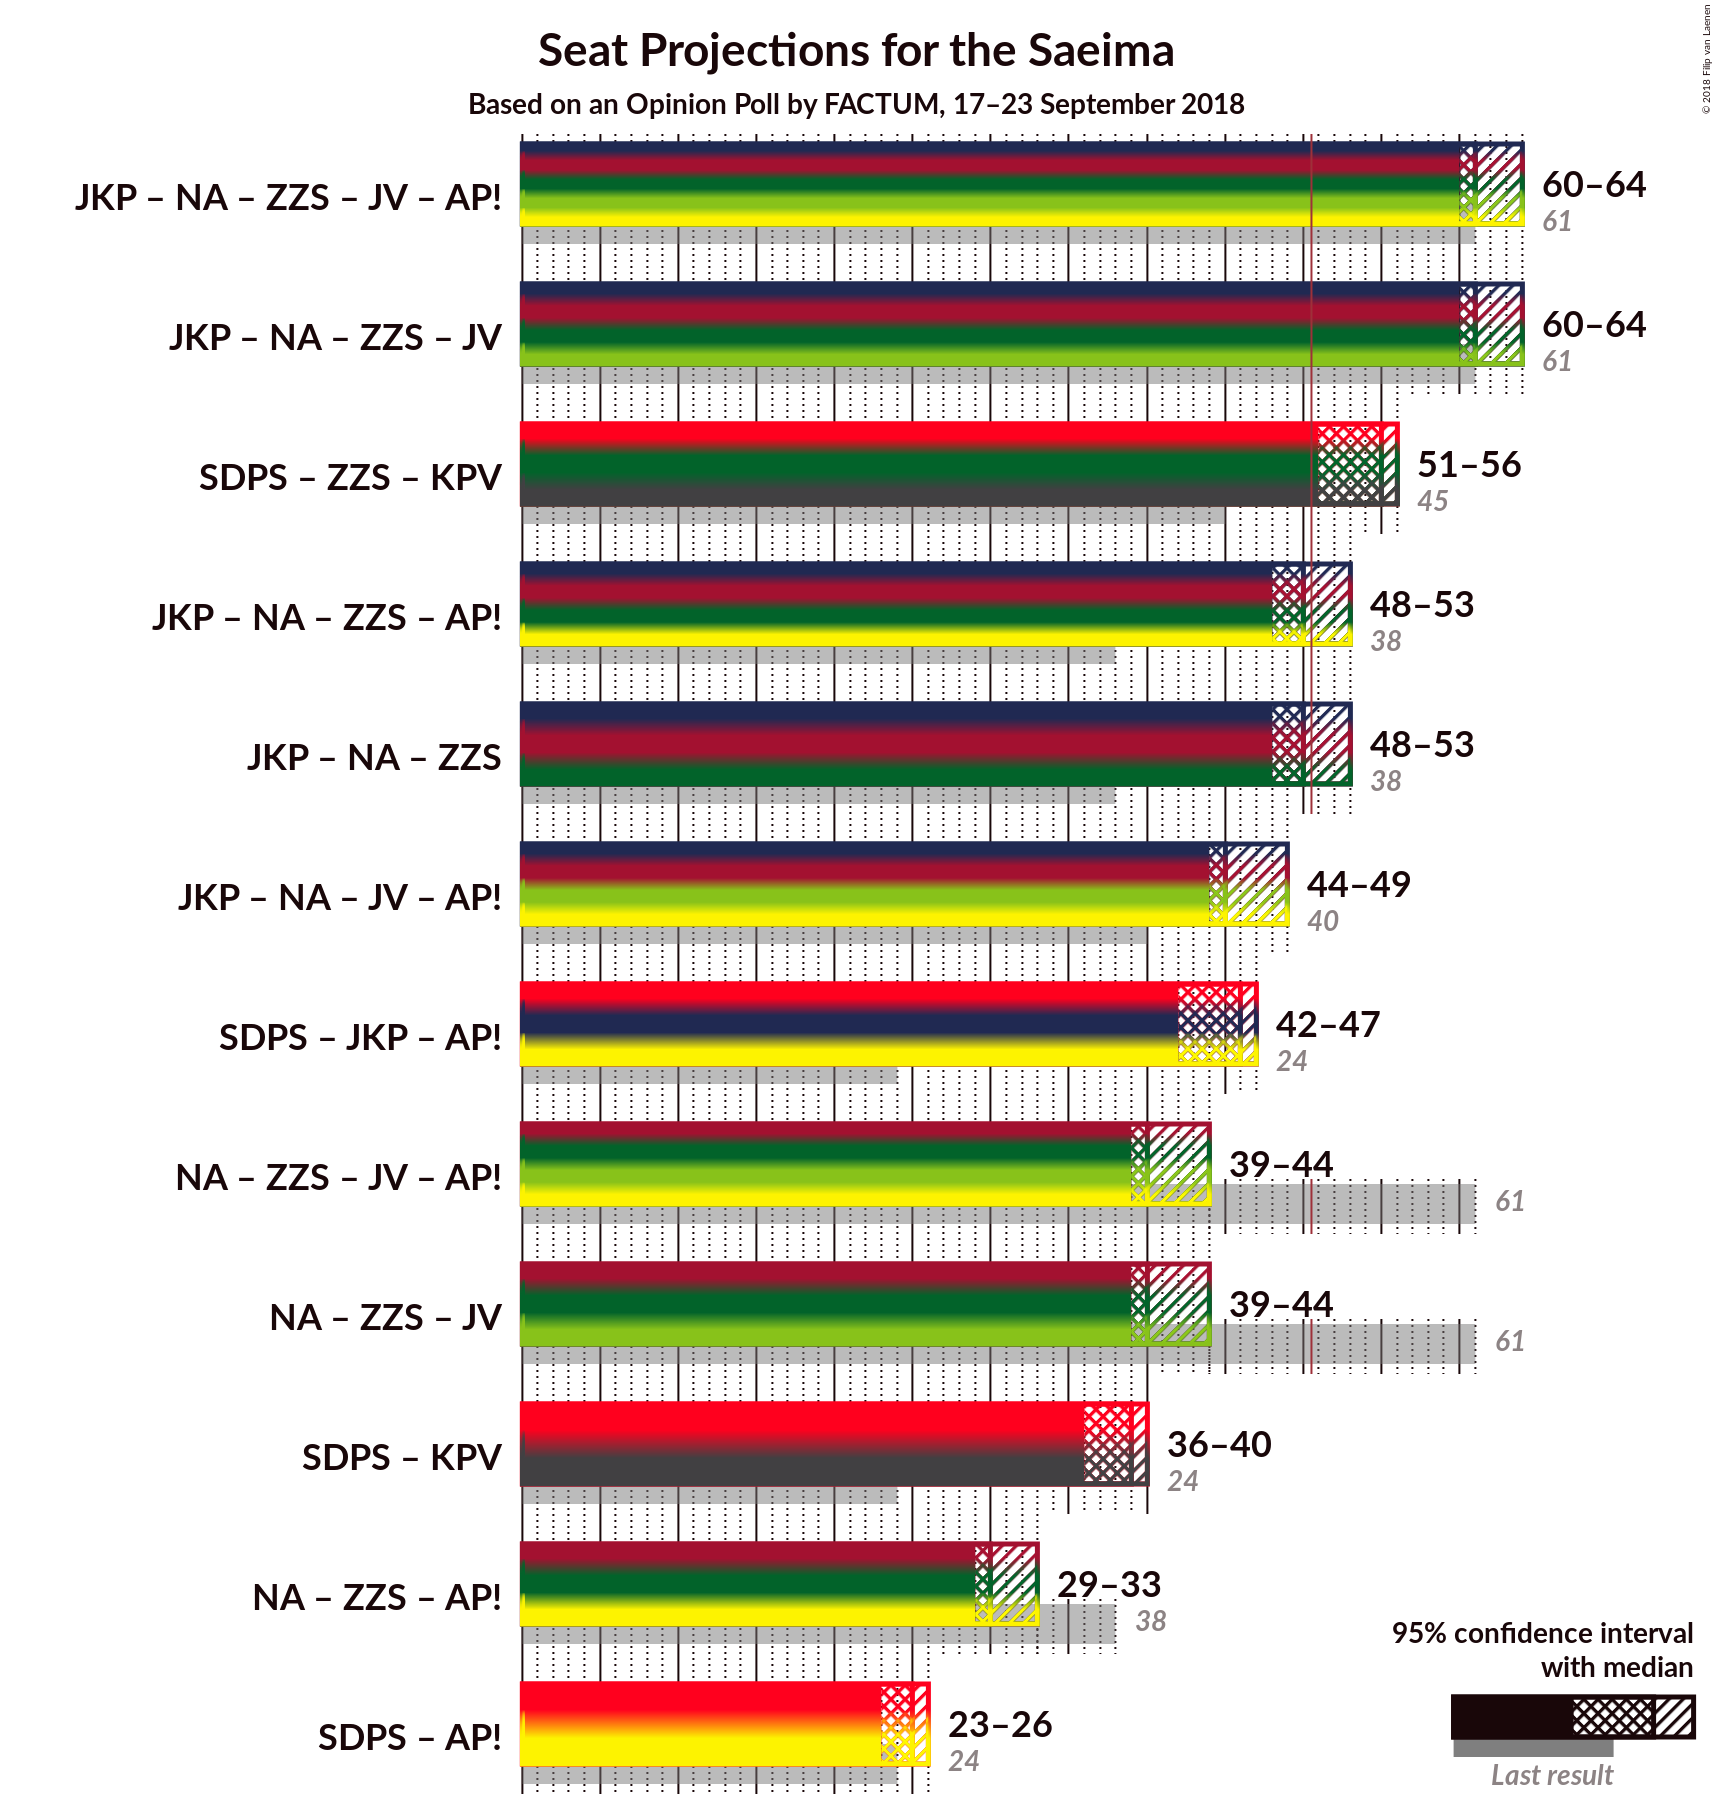 Seat Projections for the Saeima
Based on an Opinion Poll by FACTUM, 17–23 September 2018
© 2018 Filip van Laenen
JKP – NA – ZZS – JV – AP!
60–64
61
JKP – NA – ZZS – JV
60–64
61
SDPS – ZZS – KPV
51–56
45
JKP – NA – ZZS – AP!
48–53
38
JKP – NA – ZZS
48–53
38
JKP – NA – JV – AP!
44–49
40
SDPS – JKP – AP!
42–47
24
NA – ZZS – JV – AP!
39–44
61
NA – ZZS – JV
39–44
61
SDPS – KPV
36–40
24
NA – ZZS – AP!
29–33
38
SDPS – AP!
23–26
24
95% confidence interval
with median
Last result